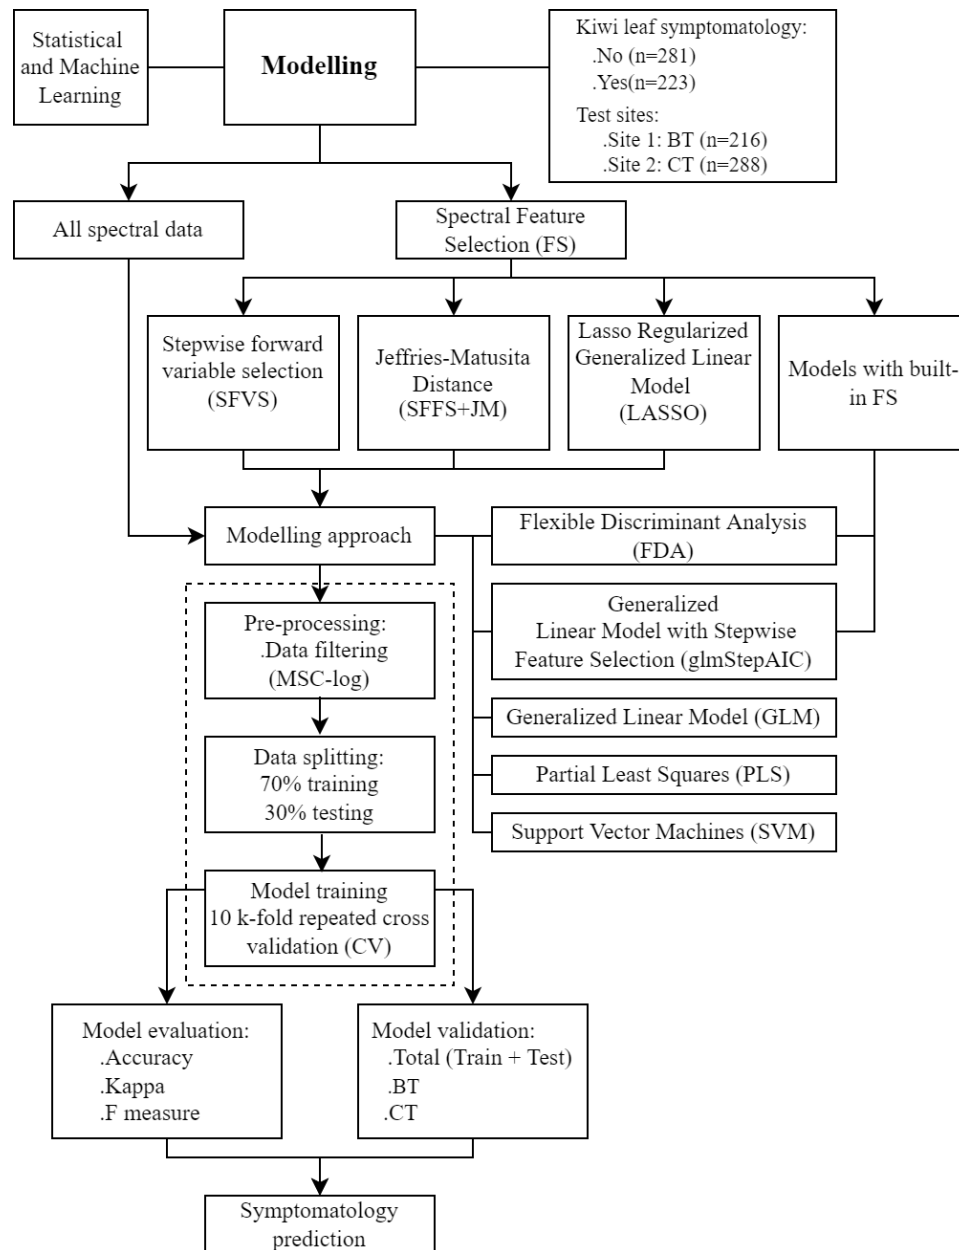 Statistical
and Machine
Learning
Modelling
Kiwi leaf symptomatology:
.No (n=281)
.Yes(n=223)
Test sites:
.Site 1: BT (n=216)
.Site 2: CT (n=288)
All spectral data
Spectral Feature
Selection (FS)
Stepwise forward
variable selection
(SFVS)
Jeffries-Matusita
Distance
(SFFS+JM)
Lasso Regularized
Generalized Linear
Model
(LASSO)
Models with built-
in FS
Modelling approach
Flexible Discriminant Analysis
(FDA)
Generalized
Linear Model with Stepwise
Feature Selection (glmStepAIC)
Generalized Linear Model (GLM)
Partial Least Squares (PLS)
Support Vector Machines (SVM)
Pre-processing:
.Data filtering
(MSC-log)
Data splitting:
70% training
30% testing
Model training
10 k-fold repeated cross
validation (CV)
Model evaluation:
.Accuracy
.Kappa
.F measure
Model validation:
.Total (Train + Test)
.BT
.CT
Symptomatology
prediction